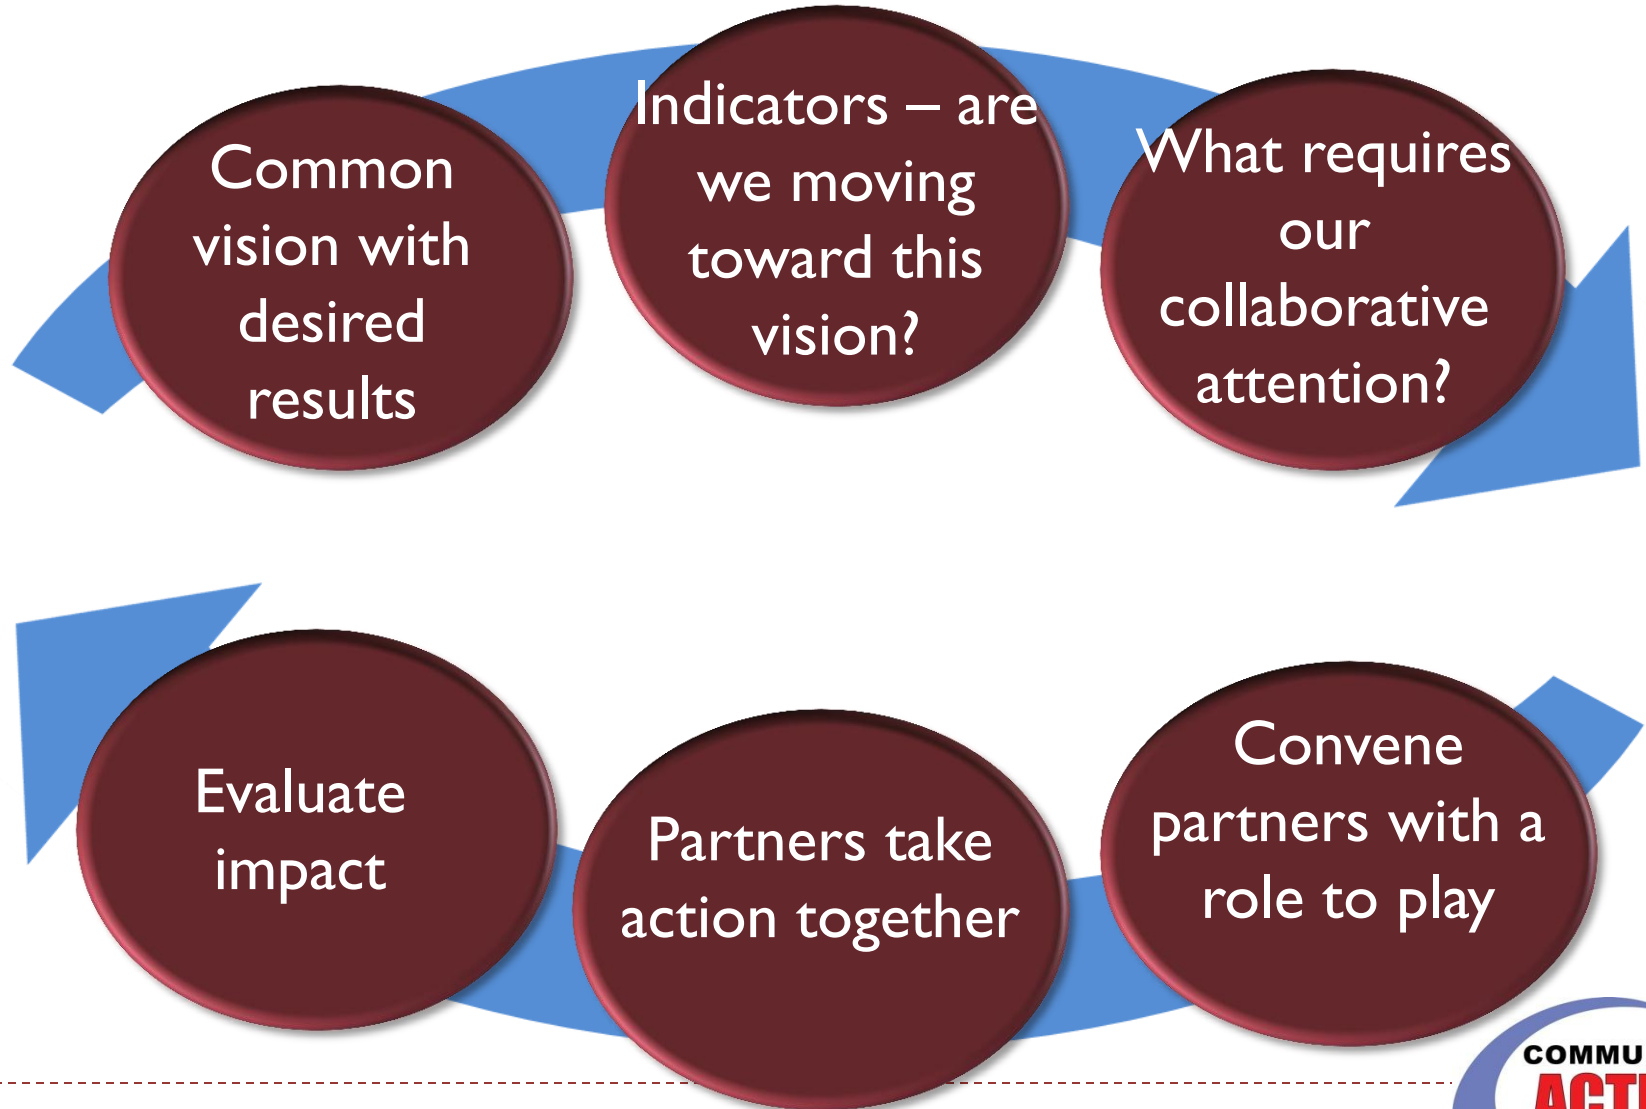 Common
vision with
desired
results
Indicators – are
we moving
toward this
vision?
What requires
our
collaborative
attention?
Convene
partners with a
role to play
Partners take
action together
Evaluate
impact